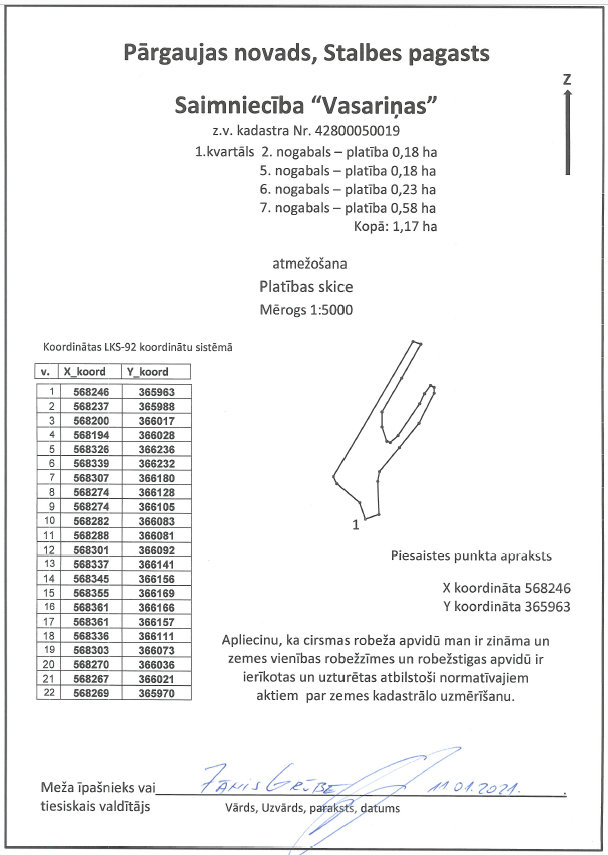 Pārgaujas novads, Stalbes pagasts
Z
Saimniecība “Vasariņas”
z.v. kadastra Nr. 42800050019
1.kvartāls 2. nogabals – platība 0,18 ha
5. nogabals – platība 0,18 ha
6. nogabals – platība 0,23 ha
7. nogabals – platība 0,58 ha
Kopā: 1,17 ha
atmežošana
Platības skice
Mērogs 1:5000
Koordinātas LKS-92 koordinātu sistēmā
v. X_koord Y_koord
1 568246 365963
2 568237 365988
3 568200 366017
4 568194 366028
5 568326 366236
6 568339 366232
7 568307 366180
8 568274 366128
9 568274 366105
10 568282 366083
11 568288 366081
12 568301 366092
13 568337 366141
14 568345 366156
15 568355 366169
16 568361 366166
17 568361 366157
18 568336 366111
19 568303 366073
20 568270 366036
21 568267 366021
22 568269 365970
1
Piesaistes punkta apraksts
X koordināta 568246
Y koordināta 365963
Apliecinu, ka cirsmas robeža apvidū man ir zināma un
zemes vienības robežzīmes un robežstigas apvidū ir
ierīkotas un uzturētas atbilstoši normatīvajiem
aktiem par zemes kadastrālo uzmērīšanu.
Meža īpašnieks vai JĀNIS GRŪBE 11.01.2021.
tiesiskais valdītājs Vārds, Uzvārds, paraksts, datums